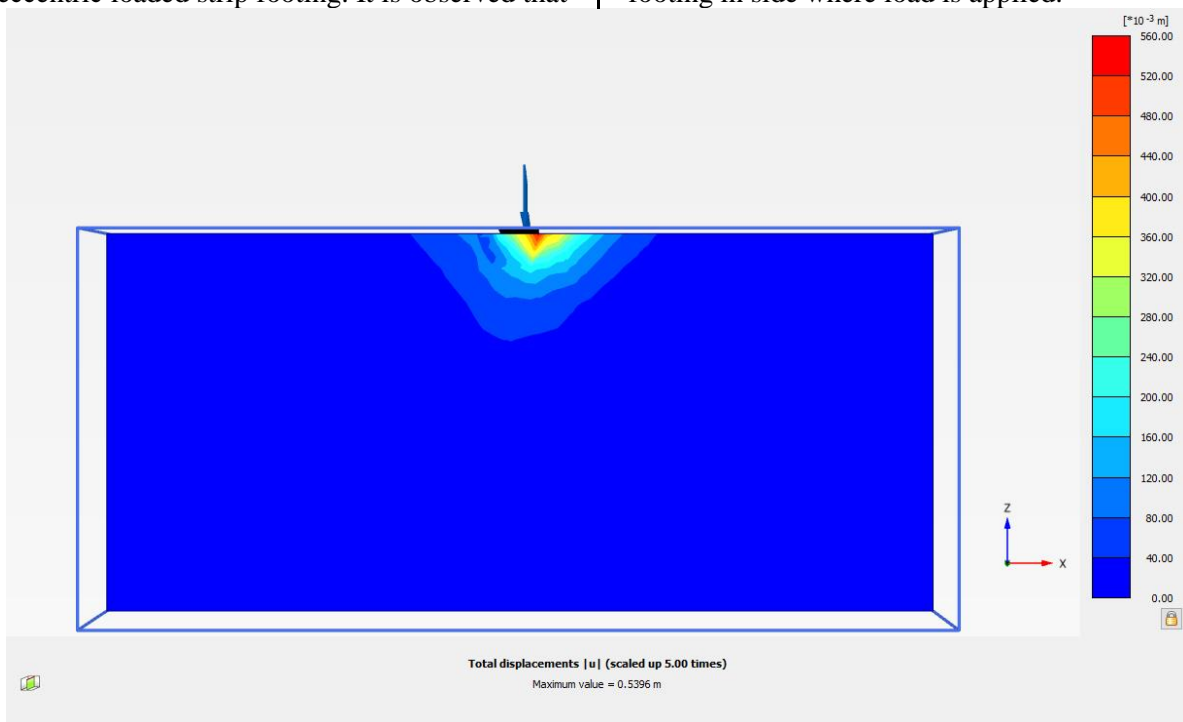 eccentric loaded strip footing. It is observed that
footing in side where load is applied.
[*10 -3 m]
560.00
520.00
480.00
440.00
400.00
360.00
320.00
280.00
240.00
200.00
160.00
120.00
80.00
40.00
0.00
Z
X
Total displacements |u| (scaled up 5.00 times)
Maximum value = 0.5396 m